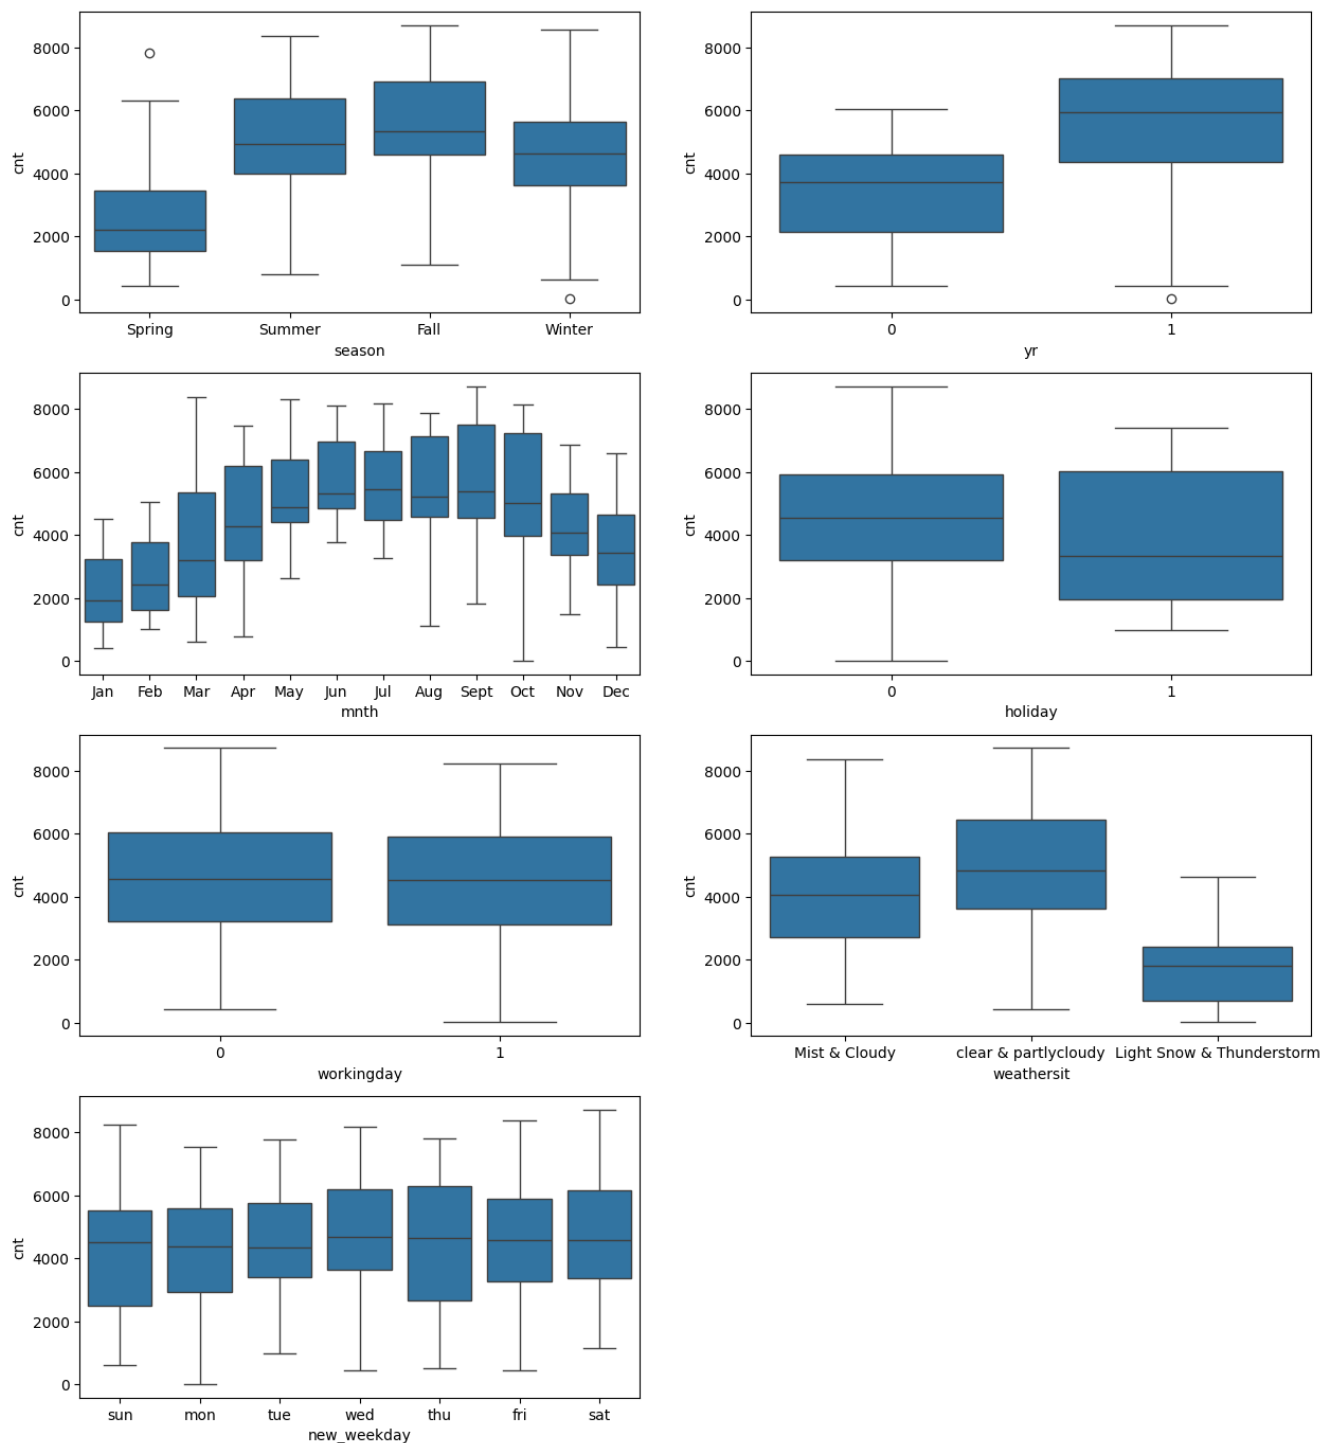 8000
6000
4000
2000
0
cnt
Spring Summer Fall Winter
season
8000
6000
4000
2000
0
cnt
0 1
yr
8000
6000
4000
2000
0
cnt
Jan Feb Mar Apr May Jun Jul Aug Sept Oct Nov Dec
mnth
8000
6000
4000
2000
0
cnt
0 1
holiday
8000
6000
4000
2000
0
cnt
0 1
workingday
8000
6000
4000
2000
0
cnt
Mist & Cloudy clear & partlycloudy Light Snow & Thunderstorm
weathersit
8000
6000
4000
2000
0
cnt
sun mon tue wed thu fri sat
new_weekday